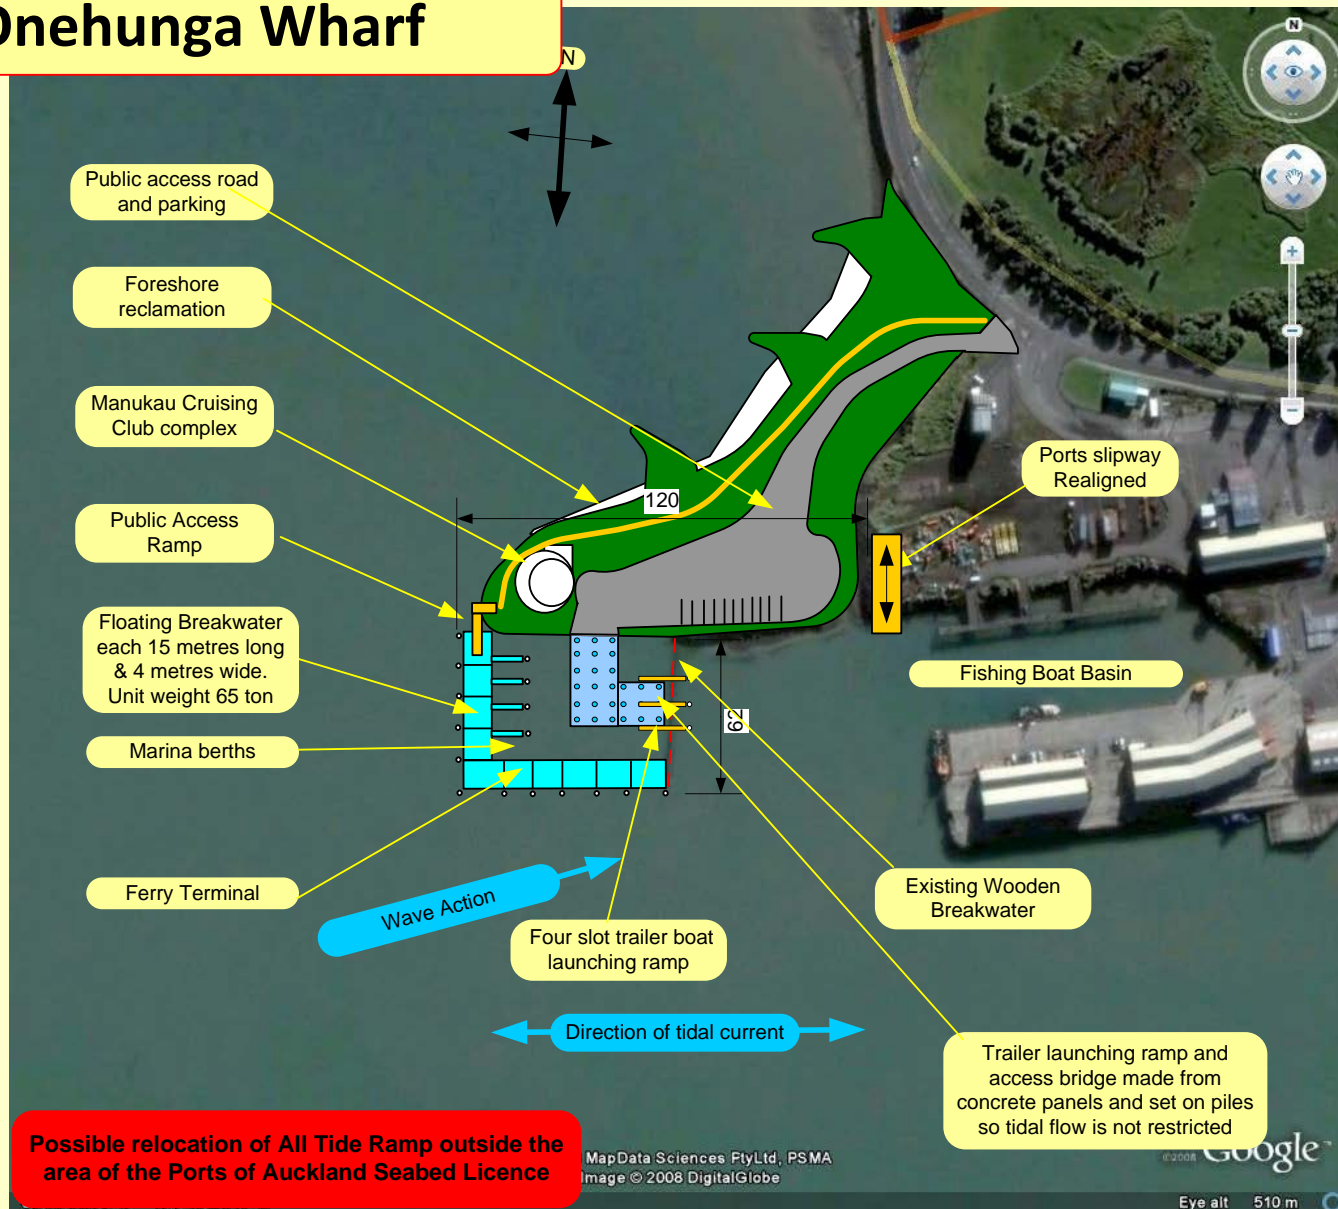 Onehunga Wharf
N
N
Public access road
and parking
Foreshore
reclamation
Manukau Cruising
Club complex
120
Ports slipway
Realigned
Public Access
Ramp
Floating Breakwater
each 15 metres long
& 4 metres wide.
Unit weight 65 ton
Fishing Boat Basin
62
Marina berths
Ferry Terminal
Wave Action
Existing Wooden
Breakwater
Four slot trailer boat
launching ramp
Direction of tidal current
Trailer launching ramp and
access bridge made from
concrete panels and set on piles
so tidal flow is not restricted
Possible relocation of All Tide Ramp outside the
area of the Ports of Auckland Seabed Licence
MapData Sciences PtyLtd, PSMA
Image © 2008 DigitalGlobe
©2008 Google™
Eye alt 510 m